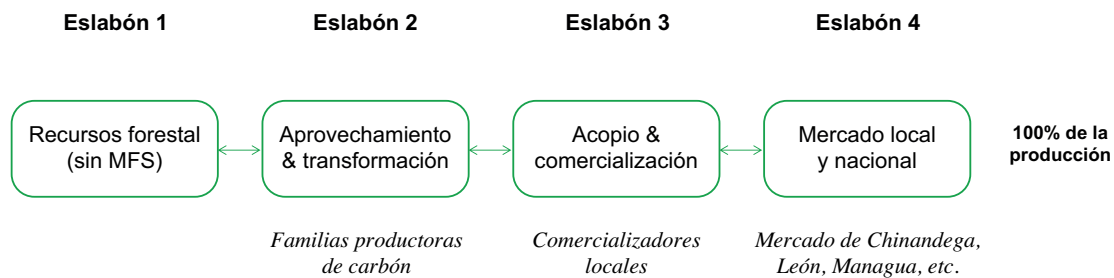 Eslabón 1
Eslabón 2
Eslabón 3
Eslabón 4
Recursos forestal
(sin MFS)
Aprovechamiento
& transformación
Acopio &
comercialización
Mercado local
y nacional
100% de la
producción
Familias productoras
de carbón
Comercializadores
locales
Mercado de Chinandega,
León, Managua, etc.